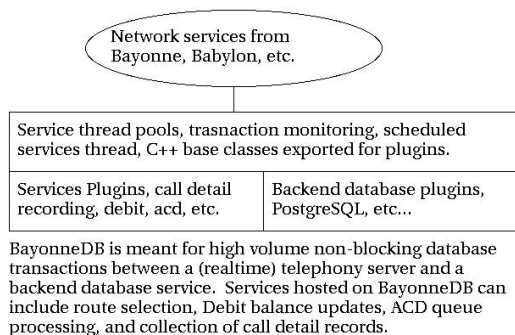 Network services from
Bayonne, Babylon, etc.
Service thread pools, trasnaction monitoring, scheduled
services thread, C++ base classes exported for plugins.
Services Plugins, call detail
recording, debit, acd, etc.
Backend database plugins,
PostgreSQL, etc...
BayonneDB is meant for high volume non-blocking database
transactions between a (realtime) telephony server and a
backend database service.  Services hosted on BayonneDB can
include route selection, Debit balance updates, ACD queue
processing, and collection of call detail records.